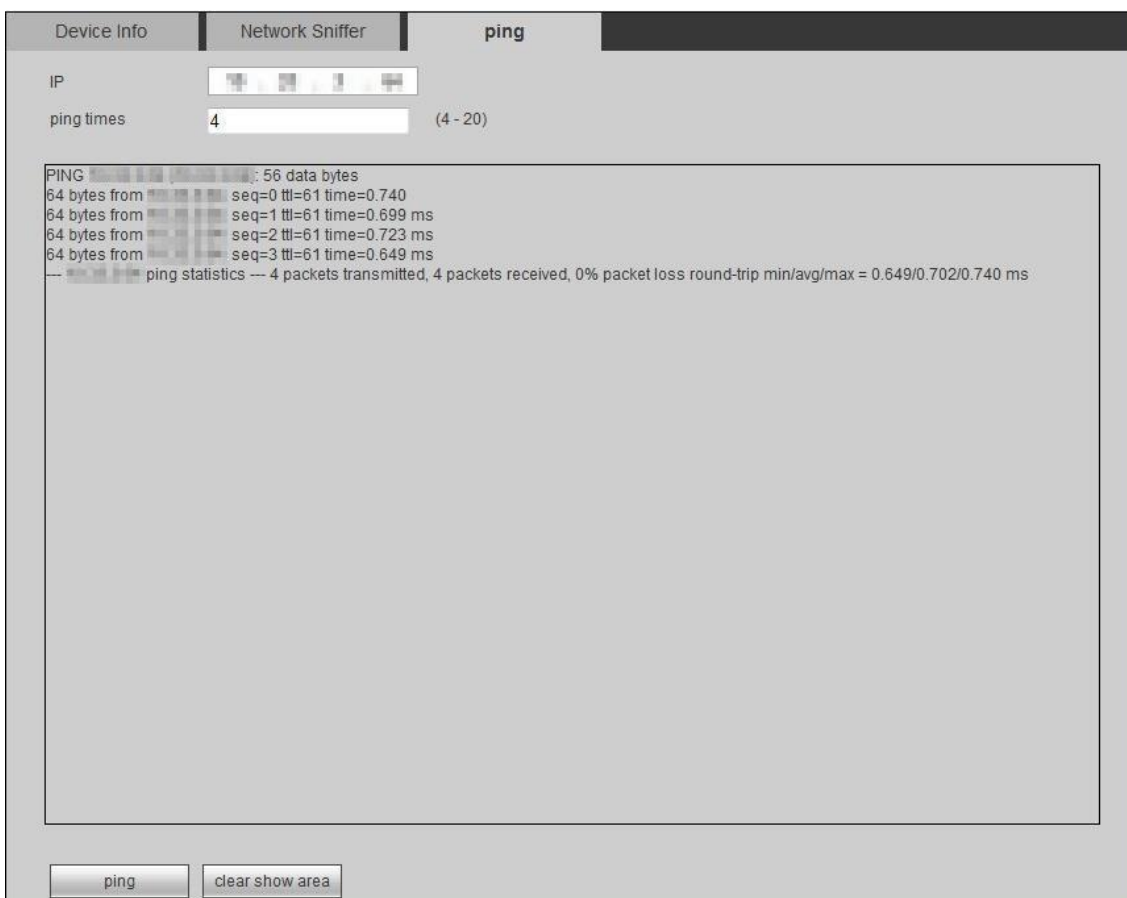 Device Info Network Sniffer ping
IP
ping times 4 (4 - 20)
PING : 56 data bytes
64 bytes from seq=0 ttl=61 time=0.740
64 bytes from seq=1 ttl=61 time=0.699 ms
64 bytes from seq=2 ttl=61 time=0.723 ms
64 bytes from seq=3 ttl=61 time=0.649 ms
--- ping statistics --- 4 packets transmitted, 4 packets received, 0% packet loss round-trip min/avg/max = 0.649/0.702/0.740 ms
ping clear show area